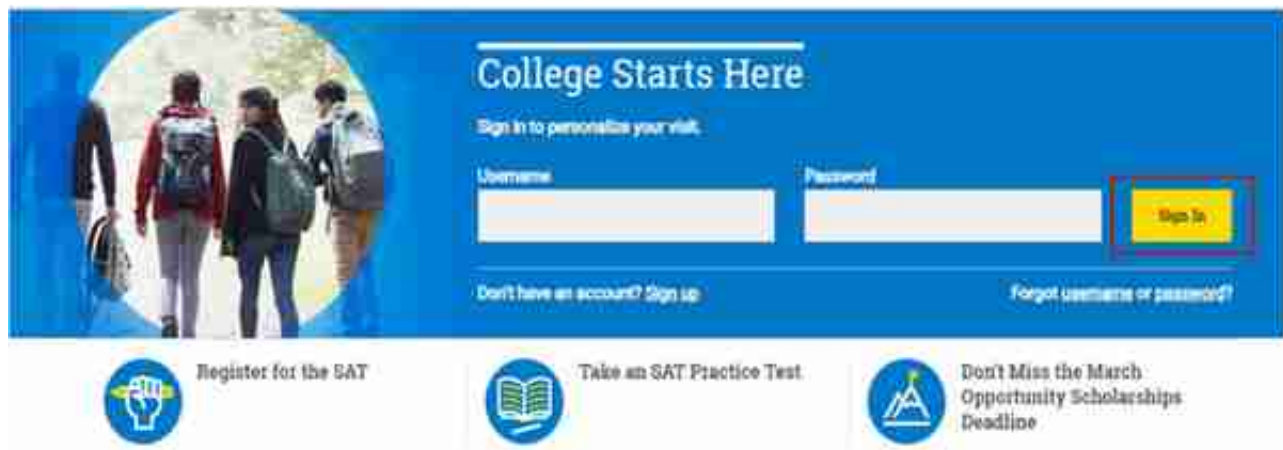 College Starts Here
Sign in to personalize your visit.
Username
Password
Sign In
Don't have an account? Sign up
Forgot username or password?
Register for the SAT
Take an SAT Practice Test
Don't Miss the March
Opportunity Scholarships
Deadline